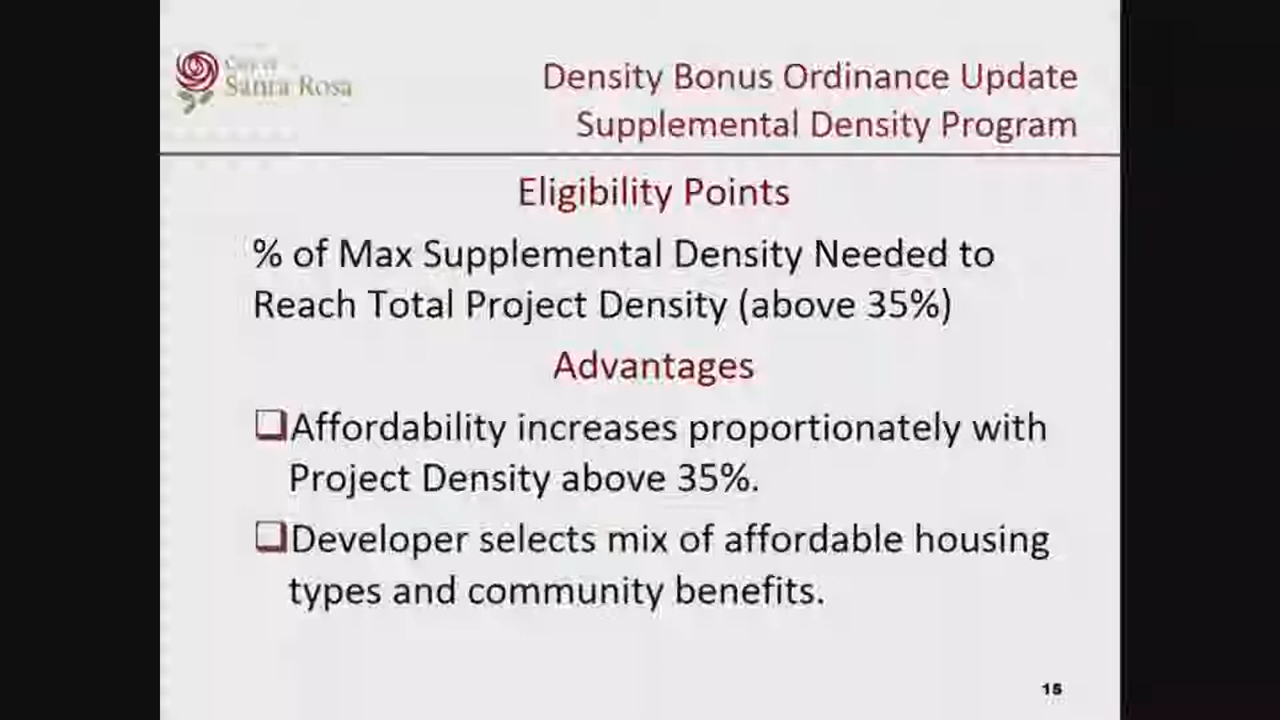 City of
Santa Rosa
Density Bonus Ordinance Update
Supplemental Density Program
Eligibility Points
% of Max Supplemental Density Needed to
Reach Total Project Density (above 35%)
Advantages
Affordability increases proportionately with
Project Density above 35%.
Developer selects mix of affordable housing
types and community benefits.
15